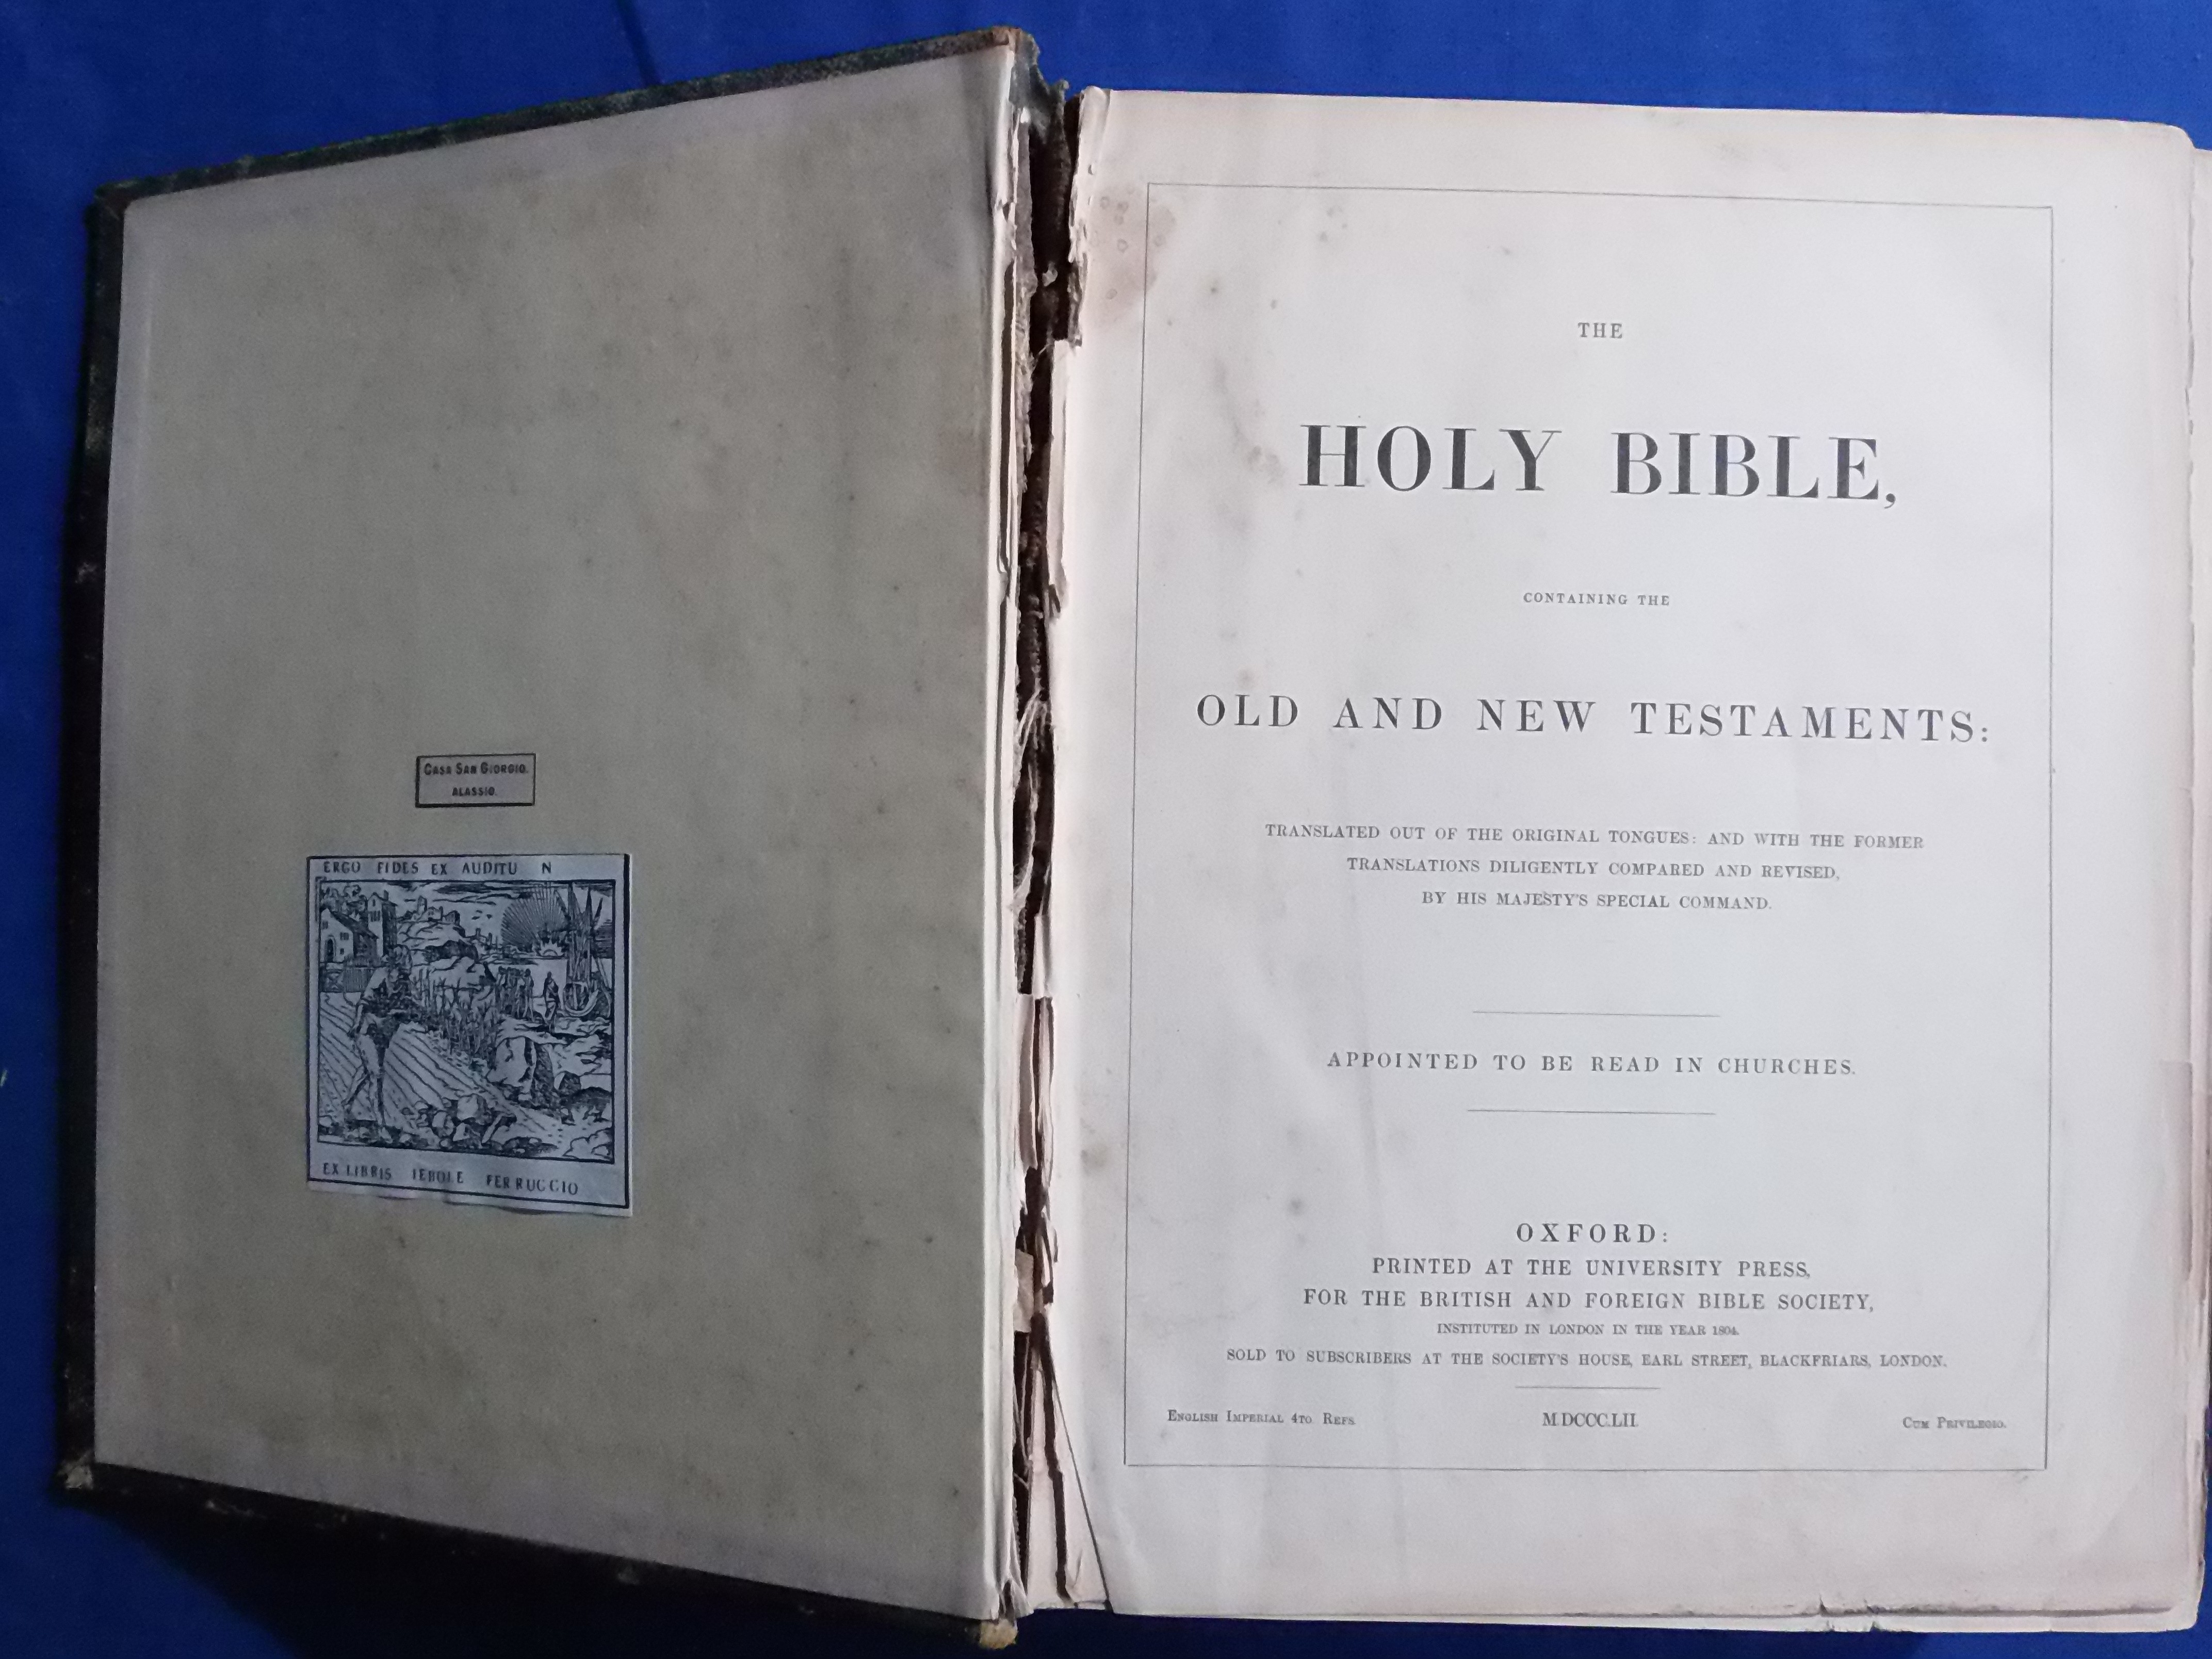 CASA SAN GIORGIO.
ALASSIO.
ERGO FIDES EX AUDITU N
EX LIBRIS IEBOLE FERRUGGIO
THE
HOLY BIBLE,
CONTAINING THE
OLD AND NEW TESTAMENTS:
TRANSLATED OUT OF THE ORIGINAL TONGUES: AND WITH THE FORMER
TRANSLATIONS DILIGENTLY COMPARED AND REVISED,
BY HIS MAJESTY'S SPECIAL COMMAND.
APPOINTED TO BE READ IN CHURCHES.
OXFORD:
PRINTED AT THE UNIVERSITY PRESS,
FOR THE BRITISH AND FOREIGN BIBLE SOCIETY,
INSTITUTED IN LONDON IN THE YEAR 1804.
SOLD TO SUBSCRIBERS AT THE SOCIETY'S HOUSE, EARL STREET, BLACKFRIARS, LONDON.
ENGLISH IMPERIAL 4TO REFS. M.DCCC.LII. CUM PRIVILEGIO.